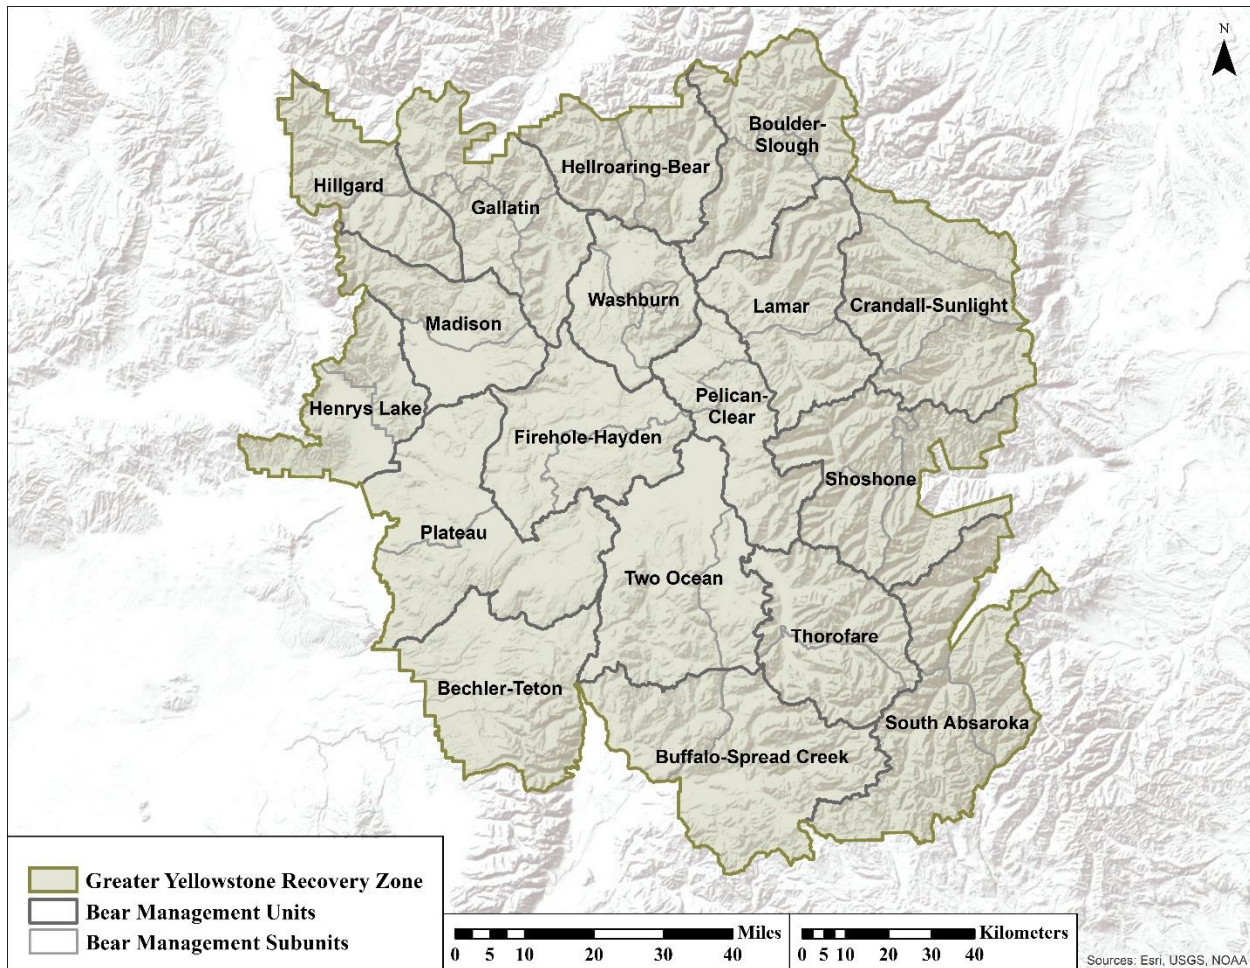 N
Boulder-
Slough
Hellroaring-Bear
Hillgard
Gallatin
Washburn
Lamar
Crandall-Sunlight
Madison
Pelican-
Clear
Henrys Lake
Firehole-Hayden
Shoshone
Plateau
Two Ocean
Thorofare
Bechler-Teton
South Absaroka
Buffalo-Spread Creek
Greater Yellowstone Recovery Zone
Bear Management Units
Bear Management Subunits
Miles
0 5 10 20 30 40
Kilometers
0 5 10 20 30 40
Sources: Esri, USGS, NOAA